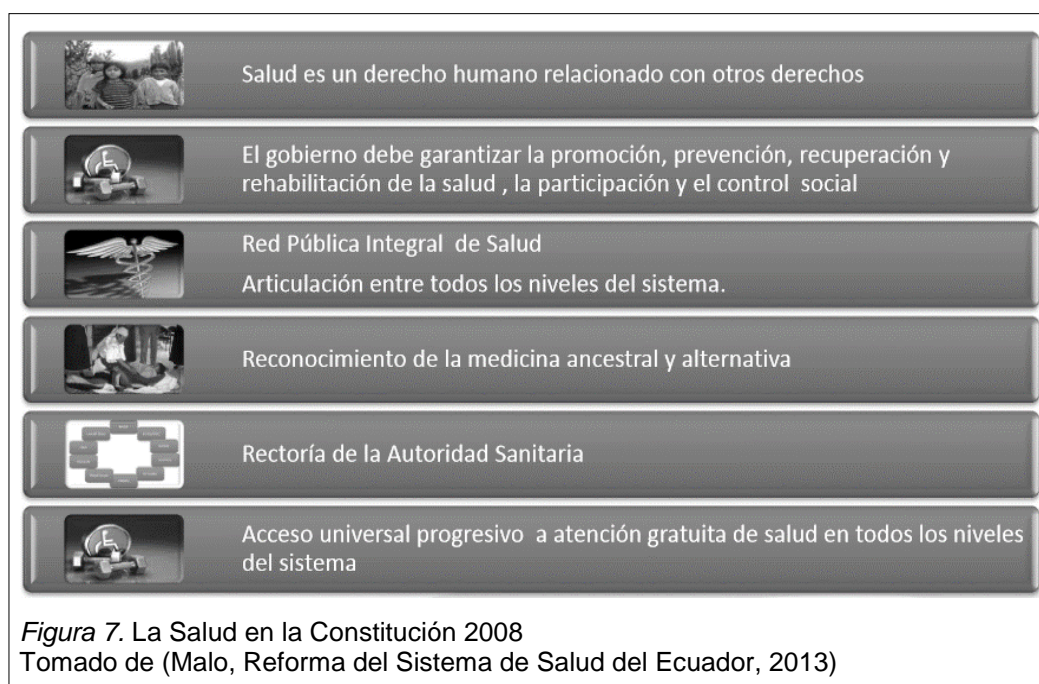 Salud es un derecho humano relacionado con otros derechos
El gobierno debe garantizar la promoción, prevención, recuperación y
rehabilitación de la salud , la participación y el control social
Red Pública Integral de Salud
Articulación entre todos los niveles del sistema.
Reconocimiento de la medicina ancestral y alternativa
Rectoría de la Autoridad Sanitaria
Acceso universal progresivo a atención gratuita de salud en todos los niveles
del sistema
Figura 7. La Salud en la Constitución 2008
Tomado de (Malo, Reforma del Sistema de Salud del Ecuador, 2013)